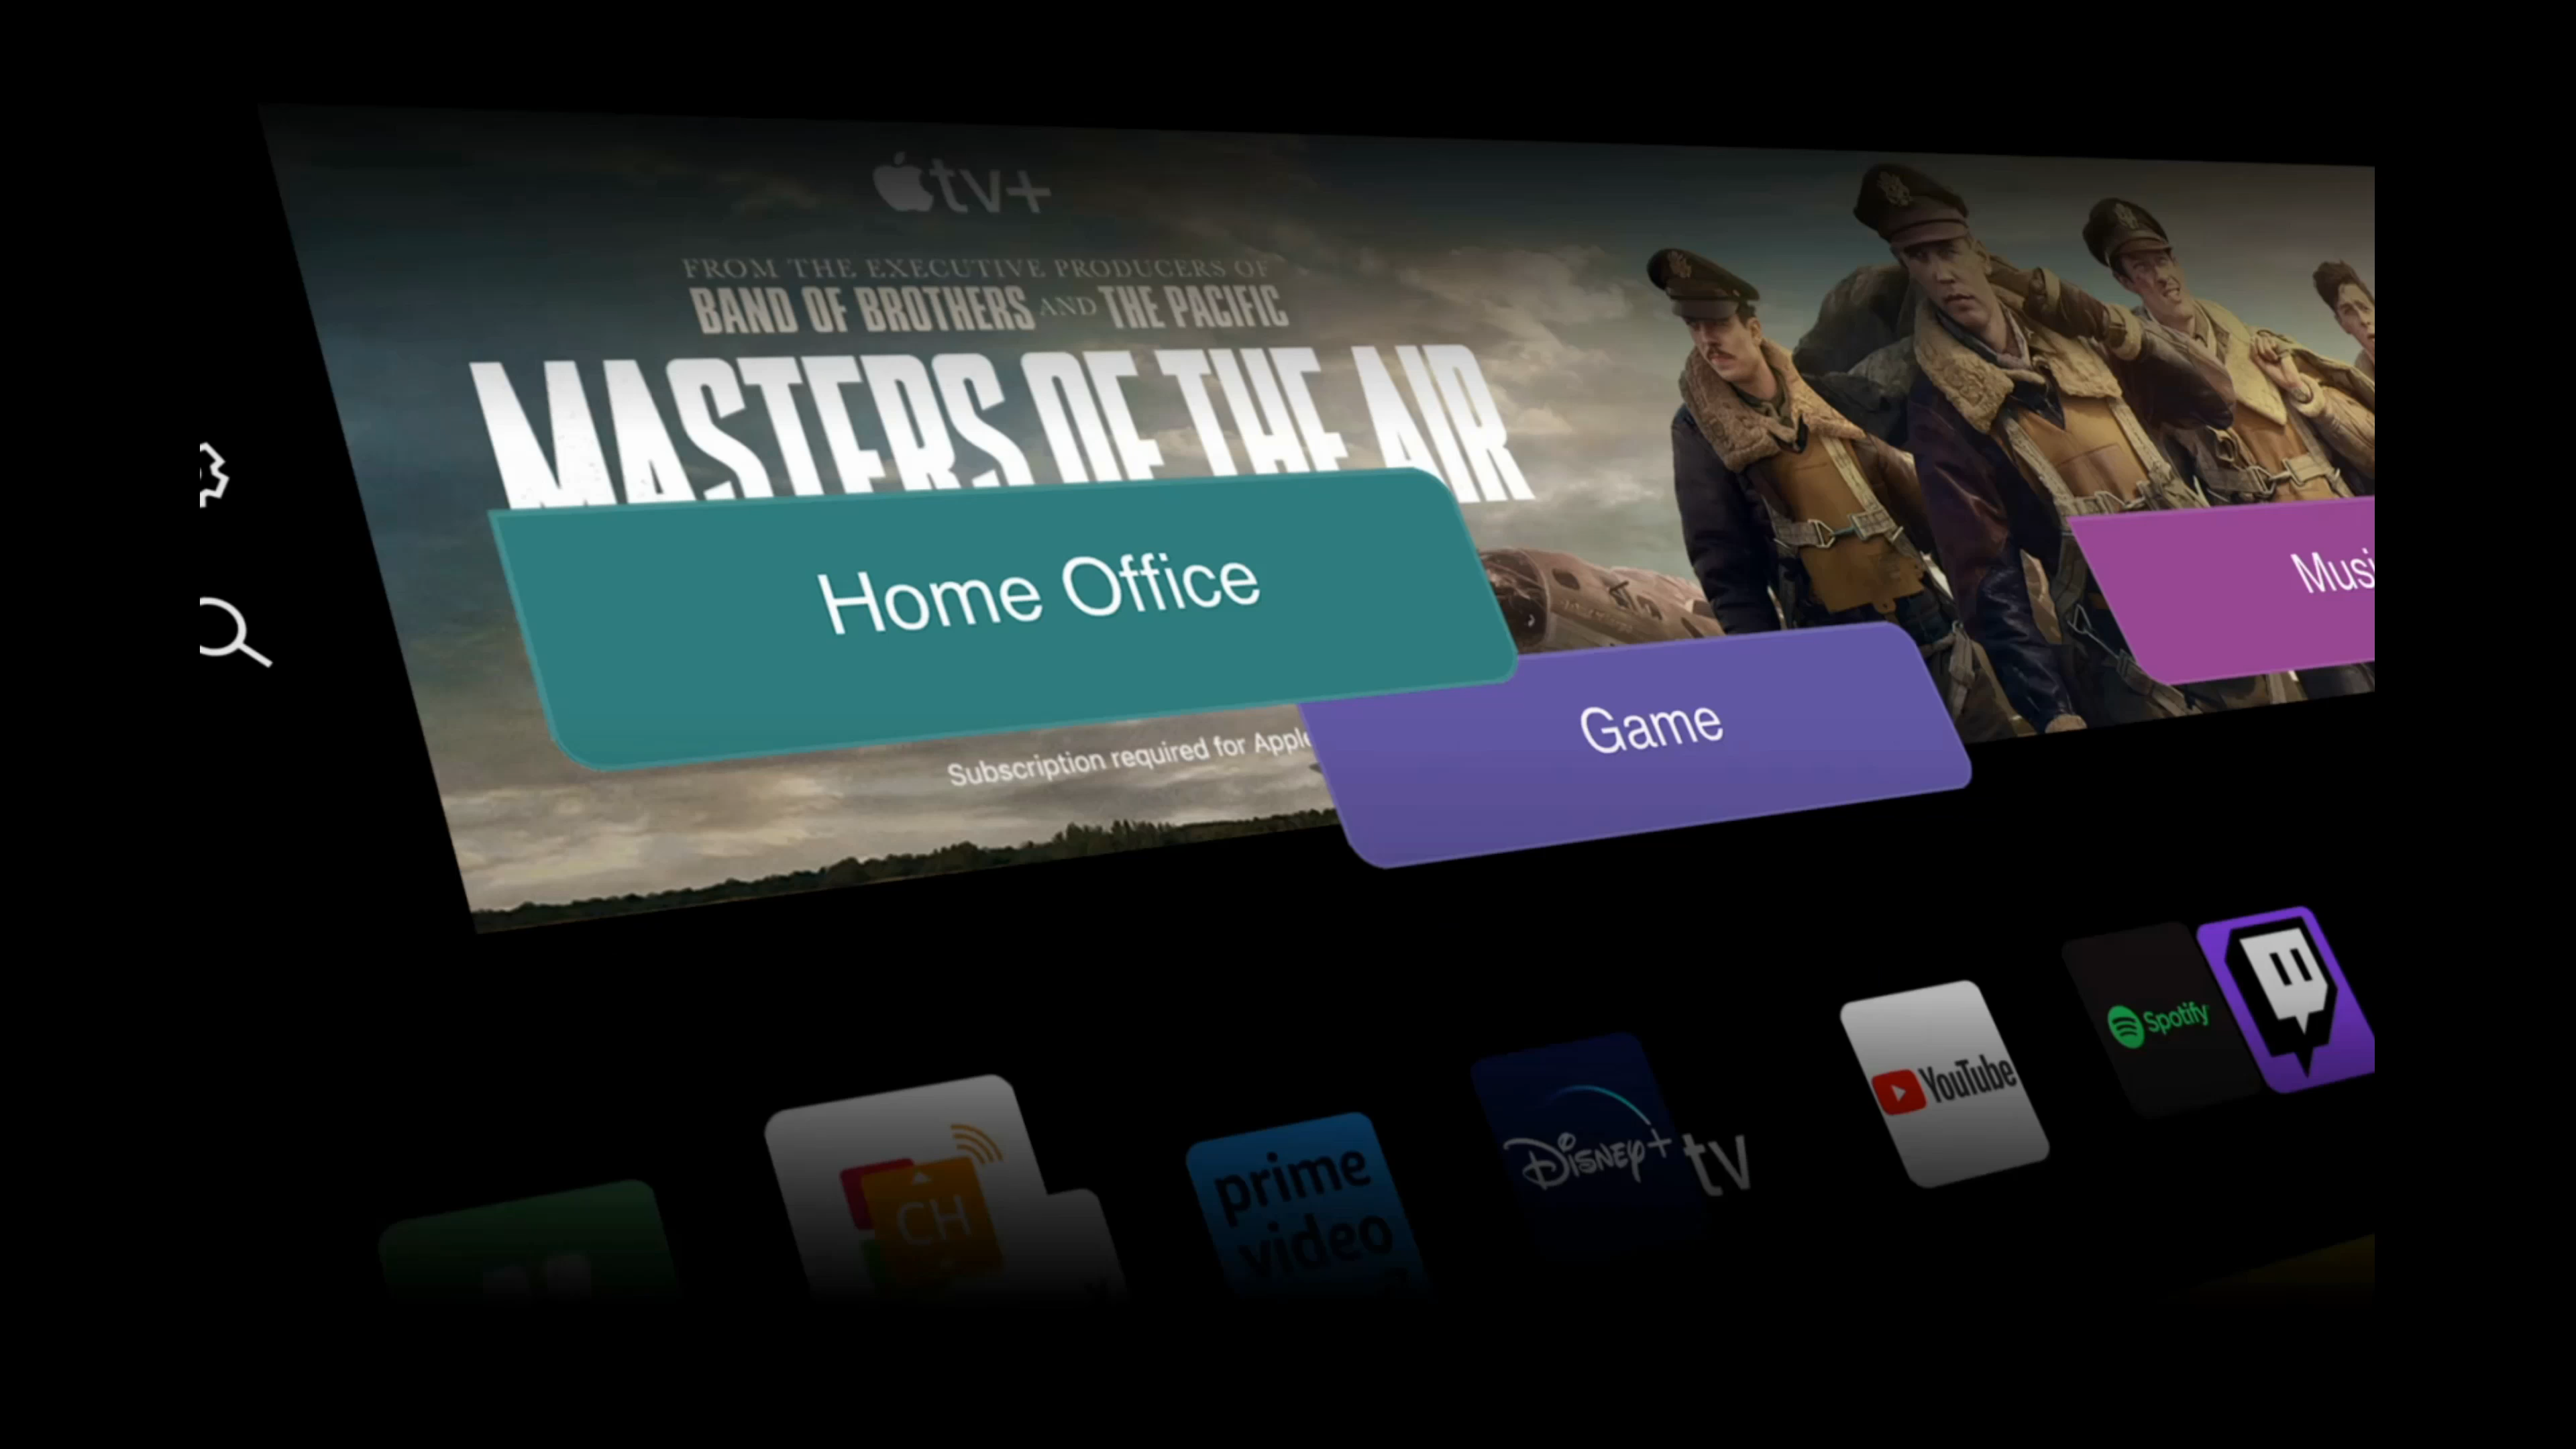 tv+
FROM THE EXECUTIVE PRODUCERS OF
BAND OF BROTHERS AND THE PACIFIC
MASTERS OF THE AIR
Home Office
Game
Musi
Subscription required for Apple
CH
prime
video
Disney+
tv
YouTube
Spotify